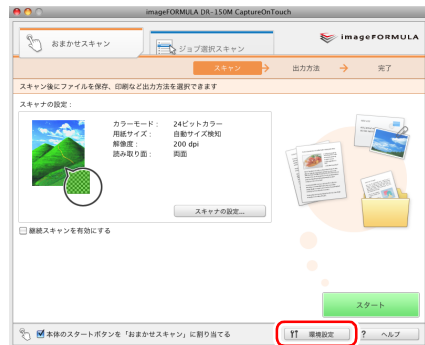 imageFORMULA DR-150M CaptureOnTouch
おまかせスキャン
ジョブ選択スキャン
imageFORMULA
スキャン
出力方法
完了
スキャン後にファイルを保存、印刷など出力方法を選択できます
スキャナの設定：
カラーモード： 24ビットカラー
用紙サイズ： 自動サイズ検知
解像度： 200 dpi
読み取り面： 両面
スキャナの設定...
継続スキャンを有効にする
スタート
本体のスタートボタンを「おまかせスキャン」に割り当てる
環境設定
? ヘルプ